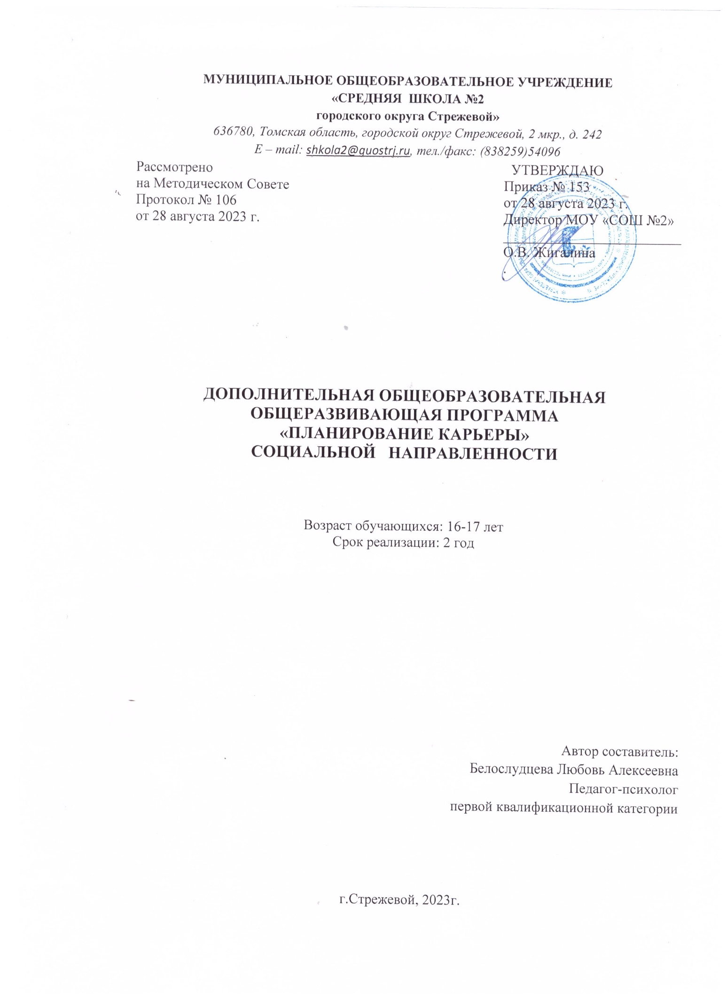 МУНИЦИПАЛЬНОЕ ОБЩЕОБРАЗОВАТЕЛЬНОЕ УЧРЕЖДЕНИЕ
«СРЕДНЯЯ ШКОЛА №2
городского округа Стрежевой»
636780, Томская область, городской округ Стрежевой, 2 мкр., д. 242
E – mail: shkola2@guostrj.ru, тел./факс: (838259)54096
Рассмотрено
на Методическом Совете
Протокол № 106
от 28 августа 2023 г.
УТВЕРЖДАЮ
Приказ № 153
от 28 августа 2023 г.
Директор МОУ «СОШ №2»
О.В. Жигалина
ДОПОЛНИТЕЛЬНАЯ ОБЩЕОБРАЗОВАТЕЛЬНАЯ
ОБЩЕРАЗВИВАЮЩАЯ ПРОГРАММА
«ПЛАНИРОВАНИЕ КАРЬЕРЫ»
СОЦИАЛЬНОЙ НАПРАВЛЕННОСТИ
Возраст обучающихся: 16-17 лет
Срок реализации: 2 год
Автор составитель:
Белослудцева Любовь Алексеевна
Педагог-психолог
первой квалификационной категории
г.Стрежевой, 2023г.